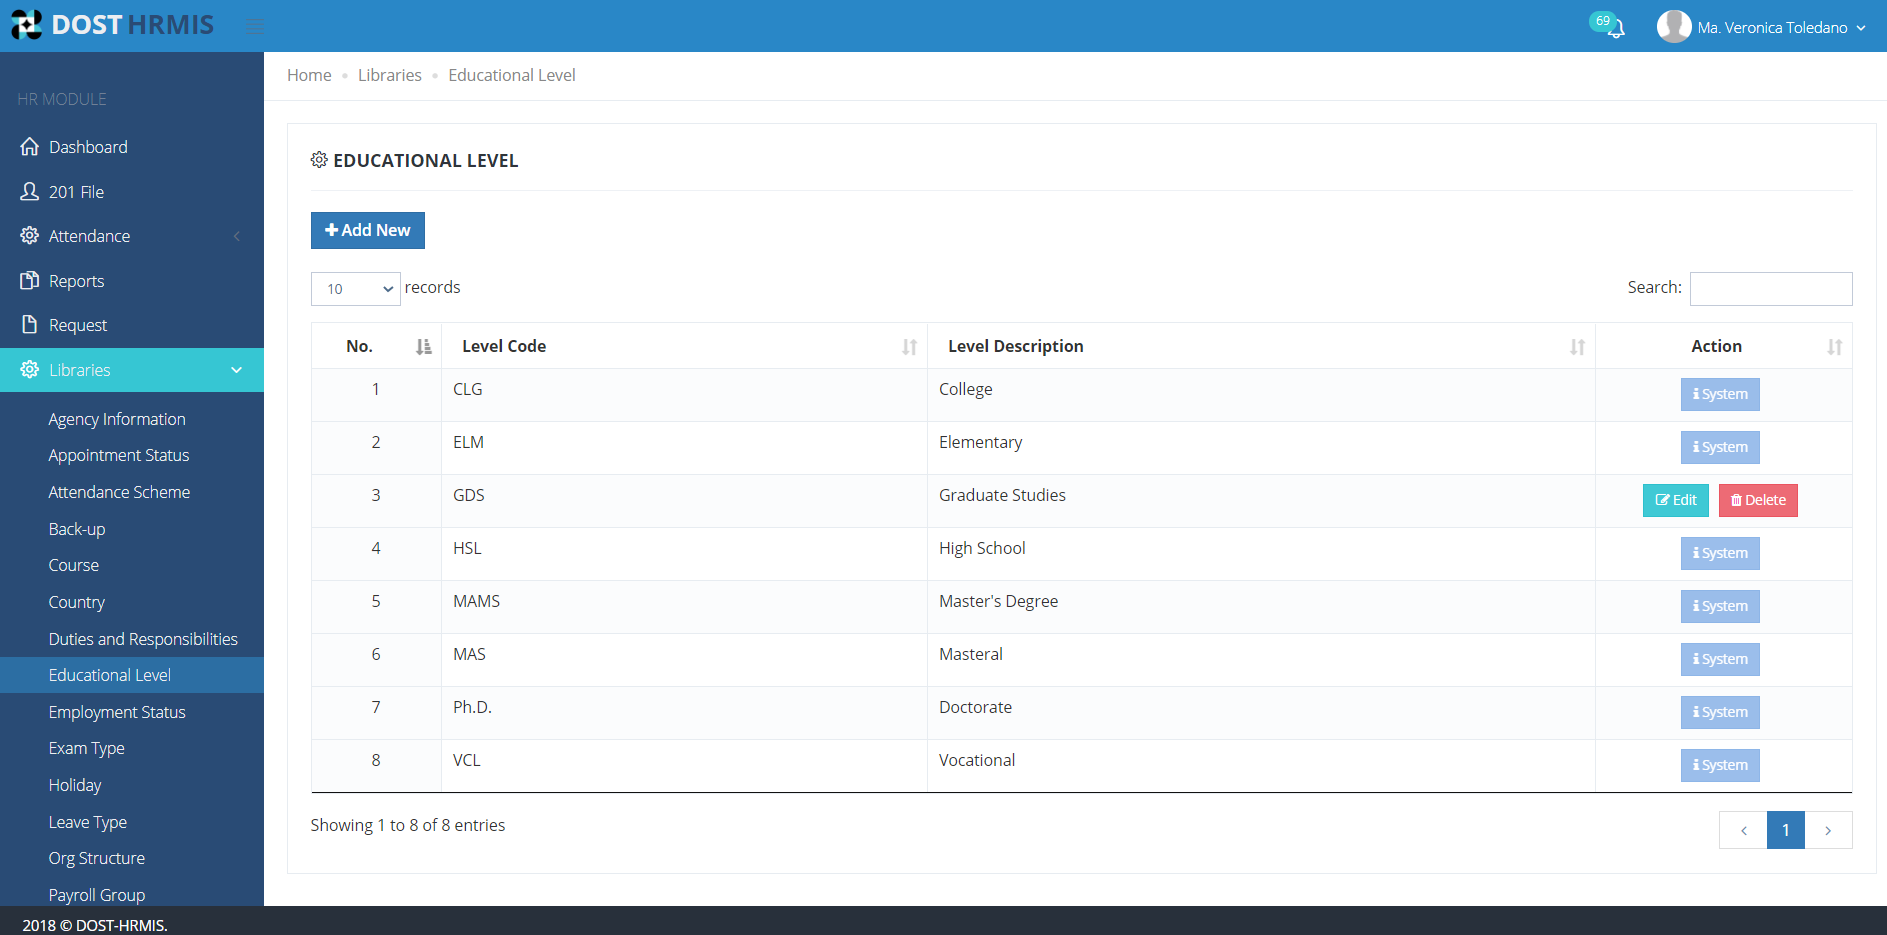 DOST HRMIS
69
Ma. Veronica Toledano
HR MODULE
Dashboard
201 File
Attendance
Reports
Request
Libraries
Agency Information
Appointment Status
Attendance Scheme
Back-up
Course
Country
Duties and Responsibilities
Educational Level
Employment Status
Exam Type
Holiday
Leave Type
Org Structure
Payroll Group
Home Libraries Educational Level
EDUCATIONAL LEVEL
Add New
10 records
Search:
No. Level Code Level Description Action
1 CLG College System
2 ELM Elementary System
3 GDS Graduate Studies Edit Delete
4 HSL High School System
5 MAMS Master's Degree System
6 MAS Masteral System
7 Ph.D. Doctorate System
8 VCL Vocational System
Showing 1 to 8 of 8 entries
1
2018 © DOST-HRMIS.